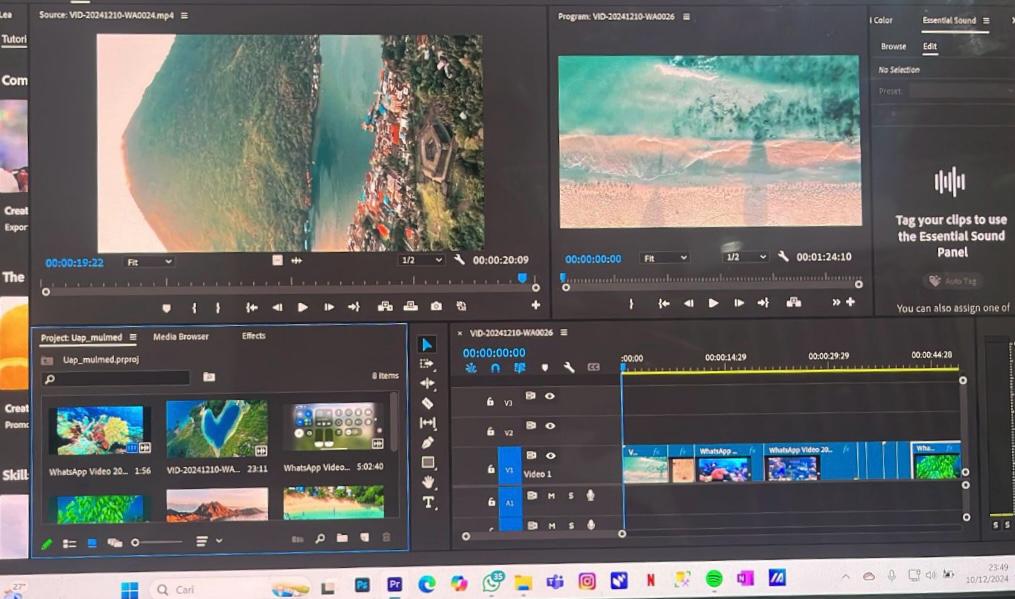 Lea
Source: VID-20241210-WA0024.mp4
Program: VID-20241210-WA0026
Color
Essential Sound
Tutori
Browse
Edit
No Selection
Com
Preset:
Tag your clips to use
the Essential Sound
Panel
Creat
Expor
Auto Tag
00:00:19:22
Fit
1/2
00:00:20:09
00:00:00:00
Fit
1/2
00:01:24:10
The
You can also assign one of
Project: Uap_mulmed
Media Browser
Effects
Uap_mulmed.prproj
8 Items
VID-20241210-WA0026
00:00:00:00
:00:00
00:00:14:29
00:00:29:29
00:00:44:28
Creat
Promo
V3
V2
WhatsApp Video 20...
1:56
VID-20241210-WA...
23:11
WhatsApp Video...
5:02:40
V...
fx
WhatsApp ...
fx
WhatsApp Video 20...
fx
Wha...
fx
V1
Video 1
Skill
A1
M S
M S
S S
27°
Cari
Ps
Pr
35
N
23:49
10/12/2024